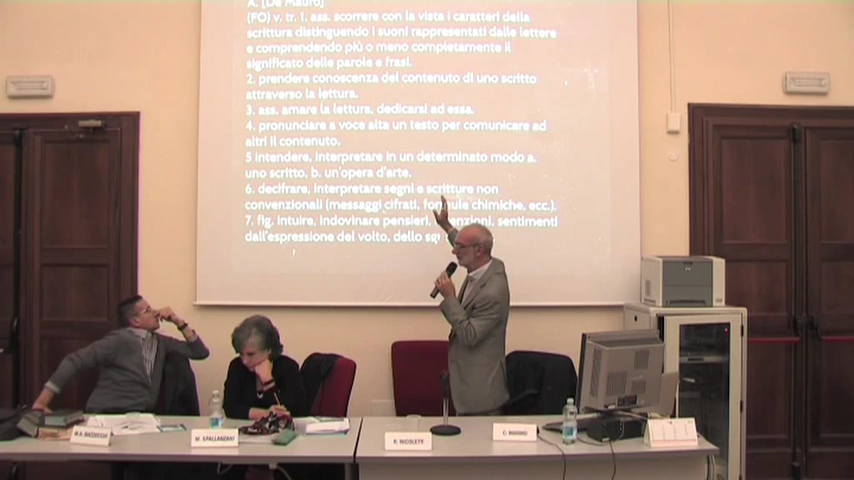 A. [De Mauro]
(FO) v. tr. 1. ass. scorrere con la vista i caratteri della
scrittura distinguendo i suoni rappresentati dalle lettere
e comprendendo più o meno completamente il
significato delle parole e frasi.
2. prendere conoscenza del contenuto di uno scritto
attraverso la lettura.
3. ass. amare la lettura, dedicarsi ad essa.
4. pronunciare a voce alta un testo per comunicare ad
altri il contenuto.
5 intendere, interpretare in un determinato modo a.
uno scritto, b. un'opera d'arte.
6. decifrare, interpretare segni e scritture non
convenzionali (messaggi cifrati, formule chimiche, ecc.).
7. fig. intuire, indovinare pensieri, sentimenti
dall'espressione del volto, dello
M. SPALLANZANI